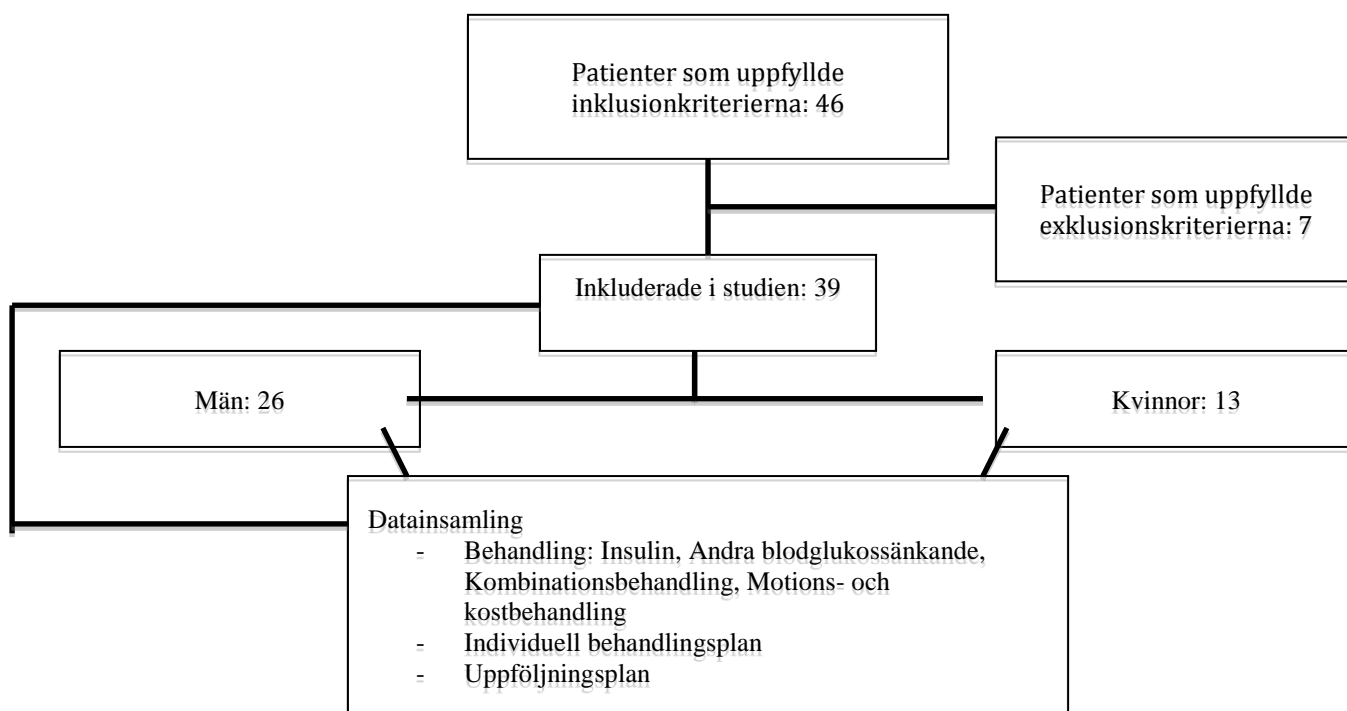 Patienter som uppfyllde
inklusionkriterierna: 46
Patienter som uppfyllde
exklusionskriterierna: 7
Inkluderade i studien: 39
Män: 26
Kvinnor: 13
Datainsamling
- Behandling: Insulin, Andra blodglukossänkande,
Kombinationsbehandling, Motions- och
kostbehandling
- Individuell behandlingsplan
- Uppföljningsplan